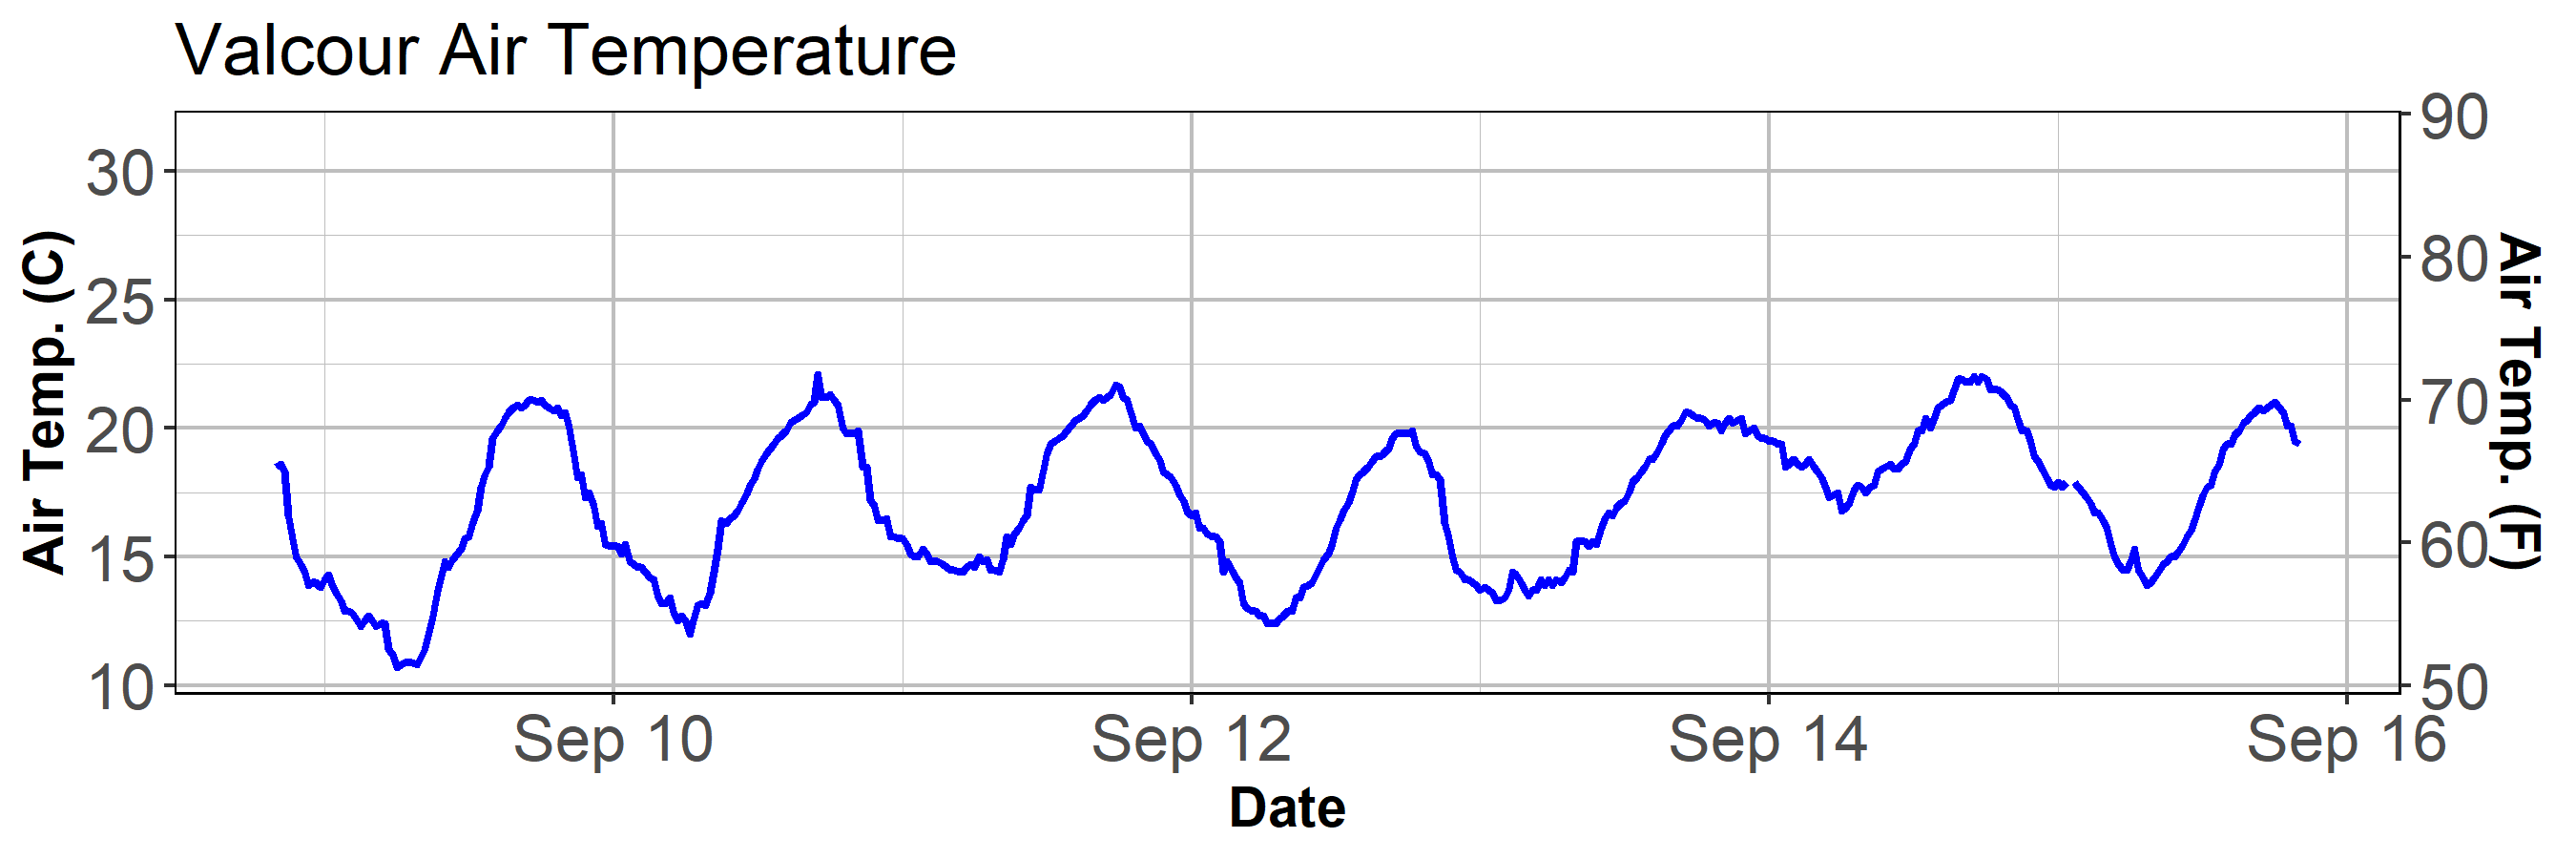 Valcour Air Temperature
Air Temp. (C)
30
25
20
15
10
90
80
70
60
50
Air Temp. (F)
Sep 10
Sep 12
Sep 14
Sep 16
Date